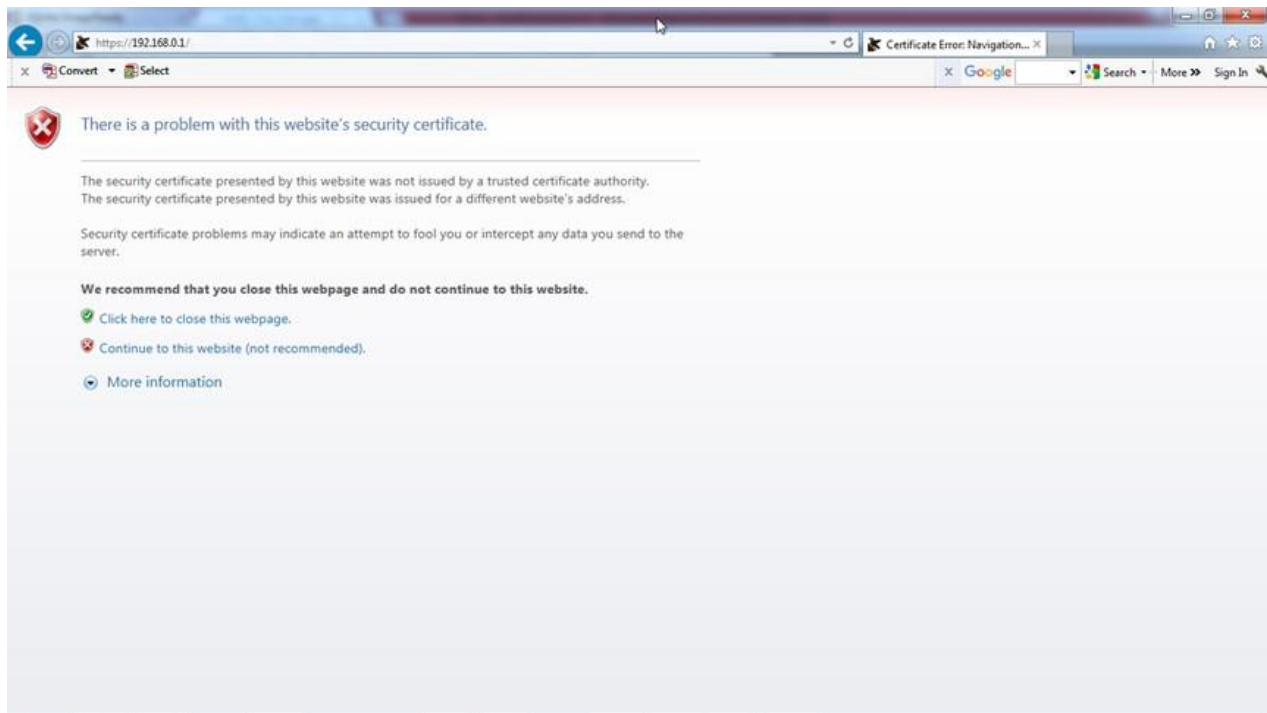 https://192.168.0.1/
Certificate Error: Navigation...
Convert
Select
Google
Search
More
Sign In
There is a problem with this website's security certificate.
The security certificate presented by this website was not issued by a trusted certificate authority.
The security certificate presented by this website was issued for a different website's address.
Security certificate problems may indicate an attempt to fool you or intercept any data you send to the
server.
We recommend that you close this webpage and do not continue to this website.
Click here to close this webpage.
Continue to this website (not recommended).
More information